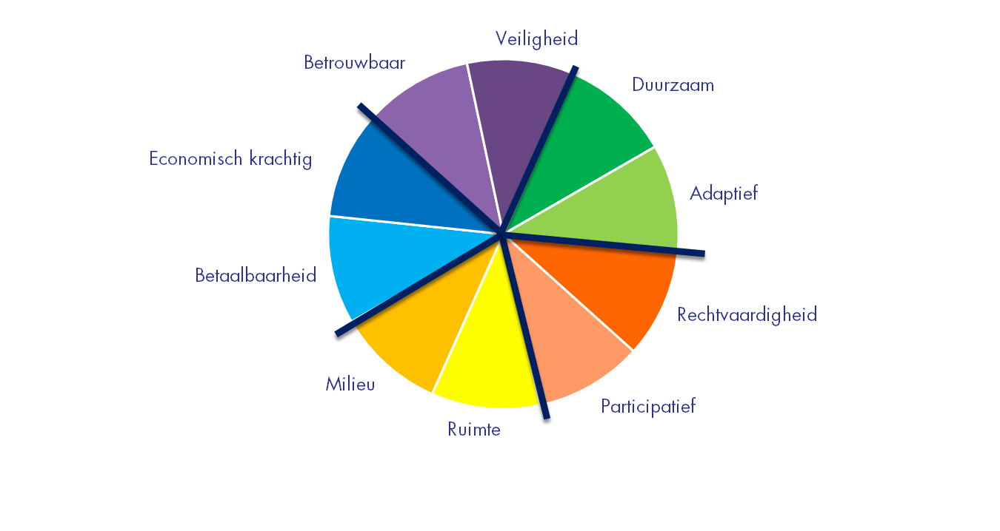 Veiligheid
Betrouwbaar
Duurzaam
Economisch krachtig
Adaptief
Betaalbaarheid
Rechtvaardigheid
Milieu
Participatief
Ruimte